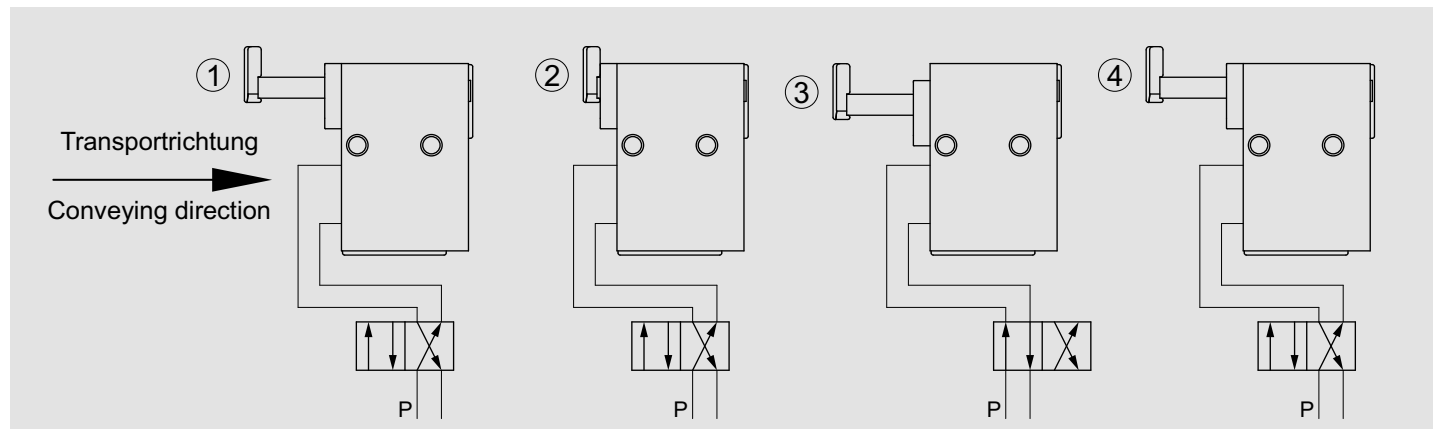 ①
②
③
④
Transportrichtung
Conveying direction
P
P
P
P